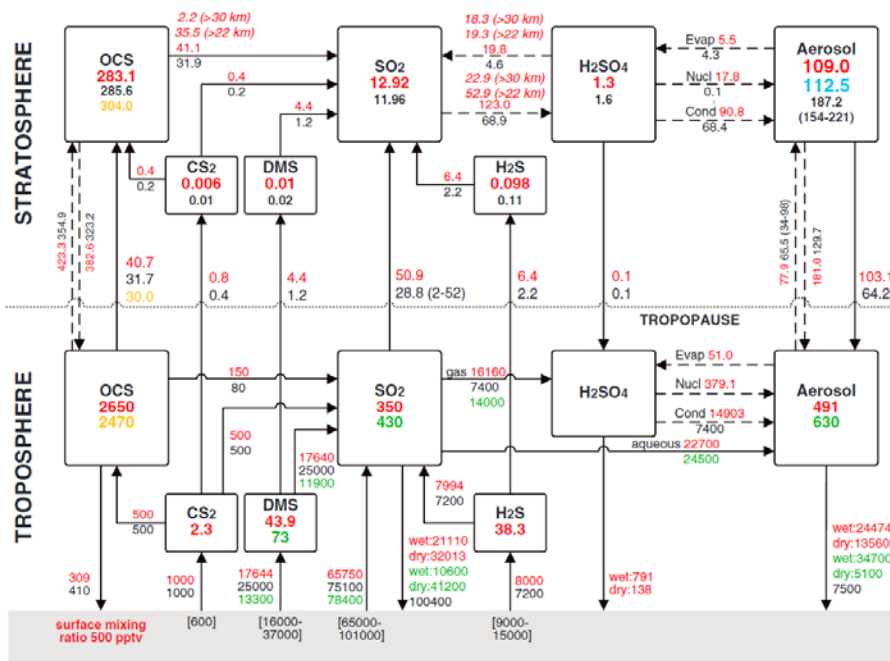 STRATOSPHERE
OCS
283.1
285.6
304.0
2.2 (>30 km)
35.5 (>22 km)
41.1
31.9
0.4
0.2
4.4
1.2
SO2
12.92
11.96
18.3 (>30 km)
19.3 (>22 km)
19.8
4.6
22.9 (>30 km)
52.9 (>22 km)
123.0
68.9
H2SO4
1.3
1.6
Evap 5.5
4.3
Nucl 17.8
0.1
Cond 90.8
68.4
Aerosol
109.0
112.5
187.2
(154-221)
0.4
0.2
CS2
0.006
0.01
DMS
0.01
0.02
6.4
2.2
H2S
0.098
0.11
423.3 354.9
382.6 323.2
40.7
31.7
30.0
0.8
0.4
4.4
1.2
50.9
28.8 (2-52)
6.4
2.2
0.1
0.1
77.9 65.5 (34-98)
181.0 129.7
103.1
64.2
TROPOPAUSE
TROPOSPHERE
OCS
2650
2470
150
80
500
500
17640
25000
11900
SO2
350
430
gas 16160
7400
14000
H2SO4
Evap 51.0
Nucl 379.1
Cond 14903
7400
aqueous 22700
24500
Aerosol
491
630
500
500
CS2
2.3
DMS
43.9
73
7994
7200
H2S
38.3
309
410
1000
1000
17644
25000
13300
65750
75100
78400
wet:21110
dry:32013
wet:10600
dry:41200
100400
8000
7200
wet:791
dry:138
wet:24474
dry:13560
wet:34700
dry:5100
7500
surface mixing
ratio 500 pptv
[600]
[16000-
37000]
[65000-
101000]
[9000-
15000]